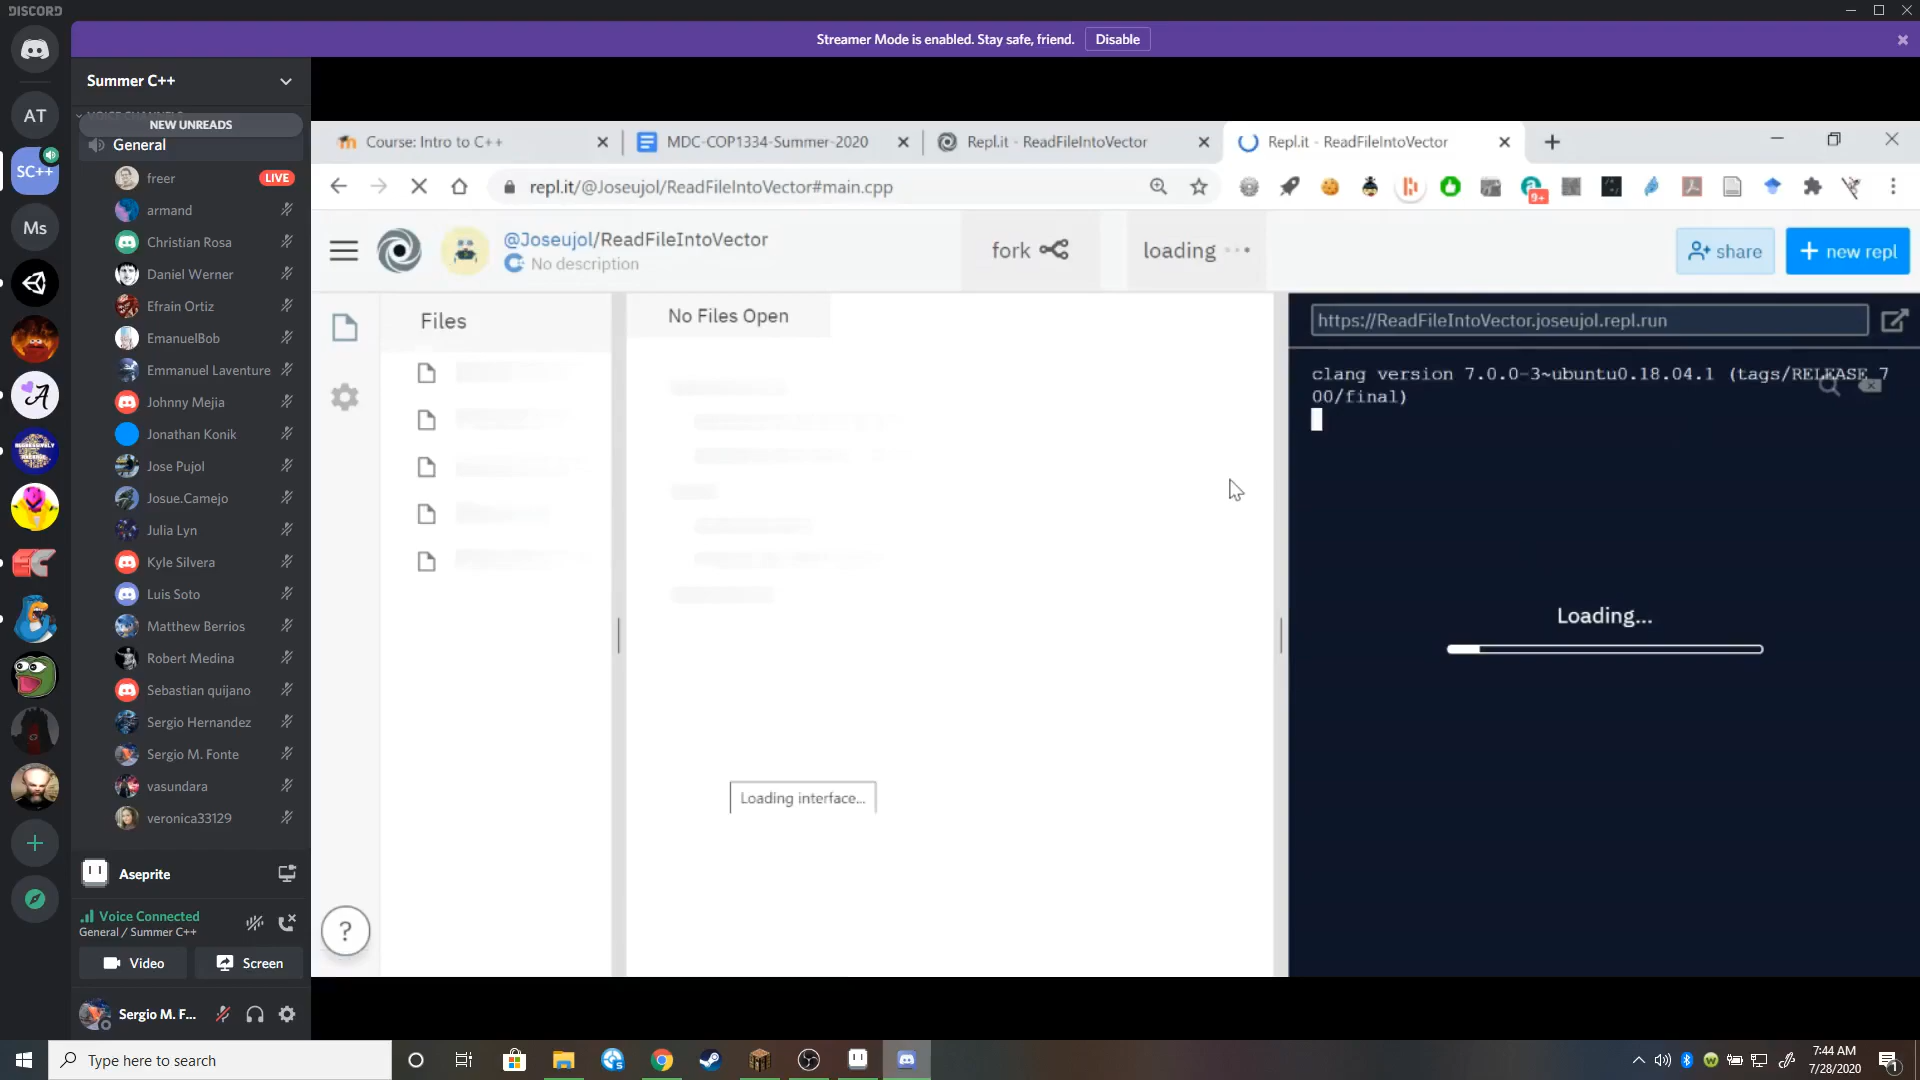 DISCORD
Streamer Mode is enabled. Stay safe, friend.
Disable
AT
SC++
Ms
Summer C++
NEW UNREADS
General
freer
LIVE
armand
Christian Rosa
Daniel Werner
Efrain Ortiz
EmanuelBob
Emmanuel Laventure
Johnny Mejia
Jonathan Konik
Jose Pujol
Josue.Camejo
Julia Lyn
Kyle Silvera
Luis Soto
Matthew Berrios
Robert Medina
Sebastian quijano
Sergio Hernandez
Sergio M. Fonte
vasundara
veronica33129
Aseprite
Voice Connected
General / Summer C++
Video
Screen
Sergio M. F...
Course: Intro to C++
MDC-COP1334-Summer-2020
Repl.it - ReadFileIntoVector
Repl.it - ReadFileIntoVector
repl.it/@Joseujol/ReadFileIntoVector#main.cpp
9+
@Joseujol/ReadFileIntoVector
No description
fork
loading
share
+ new repl
Files
No Files Open
Loading interface...
?
https://ReadFileIntoVector.joseujol.repl.run
clang version 7.0.0-3~ubuntu0.18.04.1 (tags/RELEASE_7
00/final)
Loading...
Type here to search
7:44 AM
7/28/2020
1